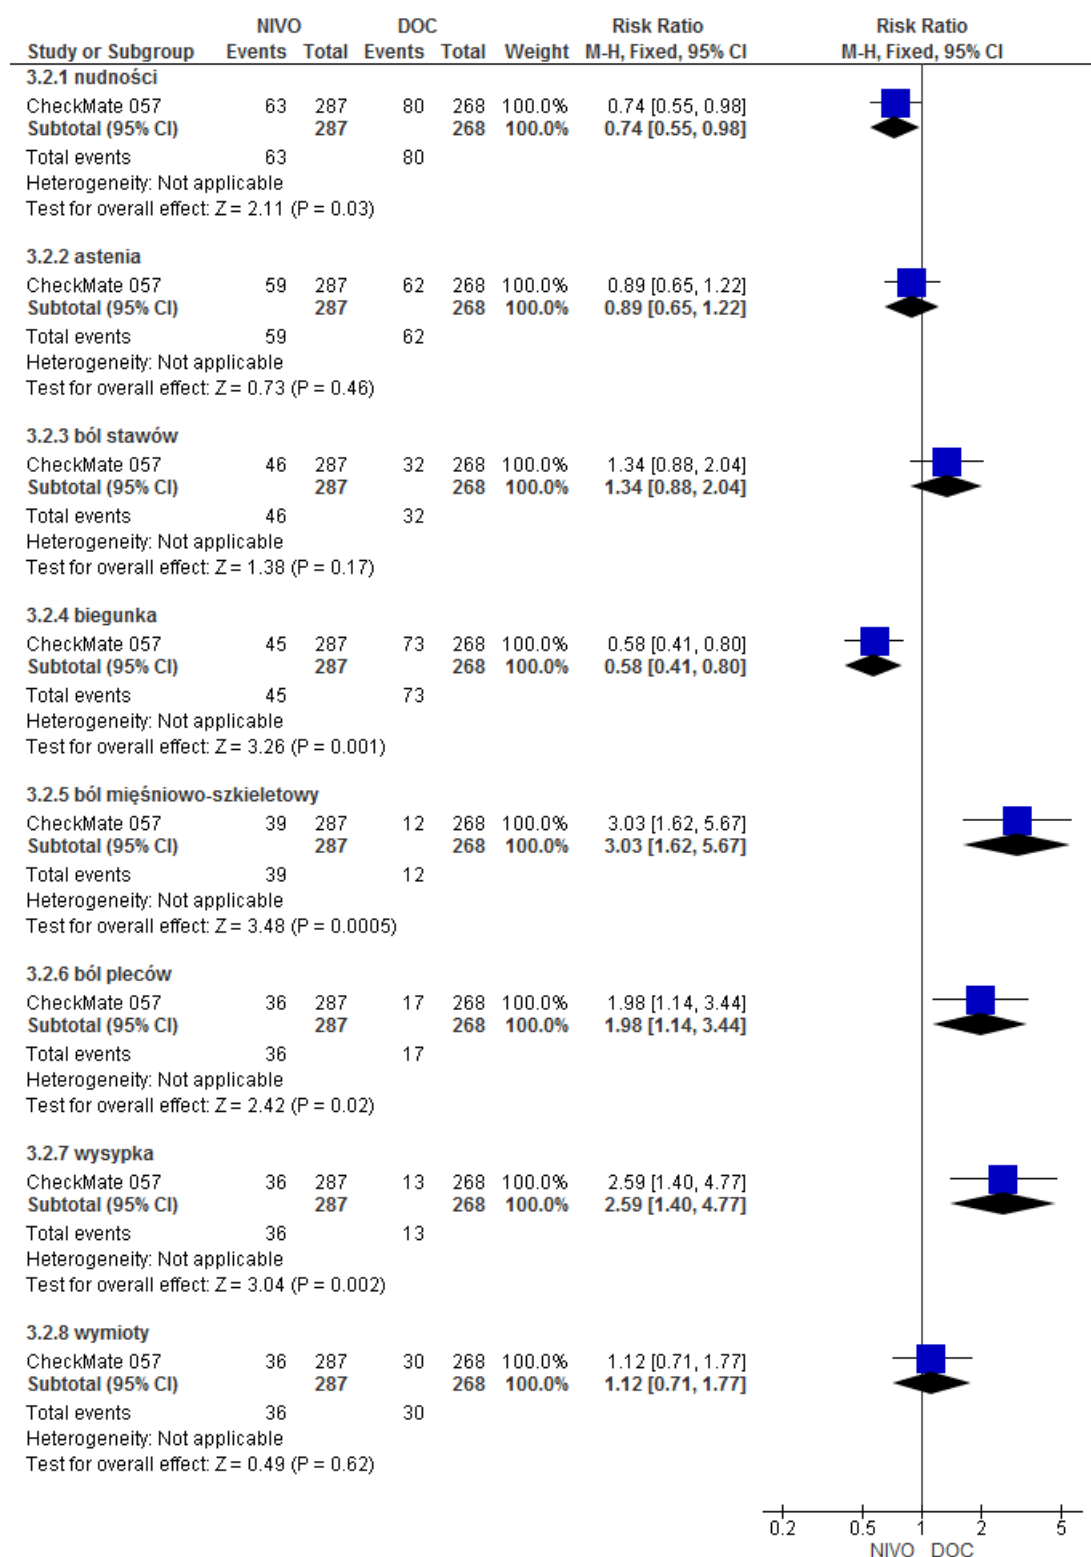 NIVO DOC Risk Ratio Risk Ratio
Study or Subgroup Events Total Events Total Weight M-H, Fixed, 95% CI M-H, Fixed, 95% CI
3.2.1 nudności
CheckMate 057 63 287 80 268 100.0% 0.74 [0.55, 0.98]
Subtotal (95% CI) 287 268 100.0% 0.74 [0.55, 0.98]
Total events 63 80
Heterogeneity: Not applicable
Test for overall effect: Z = 2.11 (P = 0.03)
3.2.2 astenia
CheckMate 057 59 287 62 268 100.0% 0.89 [0.65, 1.22]
Subtotal (95% CI) 287 268 100.0% 0.89 [0.65, 1.22]
Total events 59 62
Heterogeneity: Not applicable
Test for overall effect: Z = 0.73 (P = 0.46)
3.2.3 ból stawów
CheckMate 057 46 287 32 268 100.0% 1.34 [0.88, 2.04]
Subtotal (95% CI) 287 268 100.0% 1.34 [0.88, 2.04]
Total events 46 32
Heterogeneity: Not applicable
Test for overall effect: Z = 1.38 (P = 0.17)
3.2.4 biegunka
CheckMate 057 45 287 73 268 100.0% 0.58 [0.41, 0.80]
Subtotal (95% CI) 287 268 100.0% 0.58 [0.41, 0.80]
Total events 45 73
Heterogeneity: Not applicable
Test for overall effect: Z = 3.26 (P = 0.001)
3.2.5 ból mięśniowo-szkieletowy
CheckMate 057 39 287 12 268 100.0% 3.03 [1.62, 5.67]
Subtotal (95% CI) 287 268 100.0% 3.03 [1.62, 5.67]
Total events 39 12
Heterogeneity: Not applicable
Test for overall effect: Z = 3.48 (P = 0.0005)
3.2.6 ból pleców
CheckMate 057 36 287 17 268 100.0% 1.98 [1.14, 3.44]
Subtotal (95% CI) 287 268 100.0% 1.98 [1.14, 3.44]
Total events 36 17
Heterogeneity: Not applicable
Test for overall effect: Z = 2.42 (P = 0.02)
3.2.7 wysypka
CheckMate 057 36 287 13 268 100.0% 2.59 [1.40, 4.77]
Subtotal (95% CI) 287 268 100.0% 2.59 [1.40, 4.77]
Total events 36 13
Heterogeneity: Not applicable
Test for overall effect: Z = 3.04 (P = 0.002)
3.2.8 wymioty
CheckMate 057 36 287 30 268 100.0% 1.12 [0.71, 1.77]
Subtotal (95% CI) 287 268 100.0% 1.12 [0.71, 1.77]
Total events 36 30
Heterogeneity: Not applicable
Test for overall effect: Z = 0.49 (P = 0.62)
0.2 0.5 1 2 5
NIVO DOC